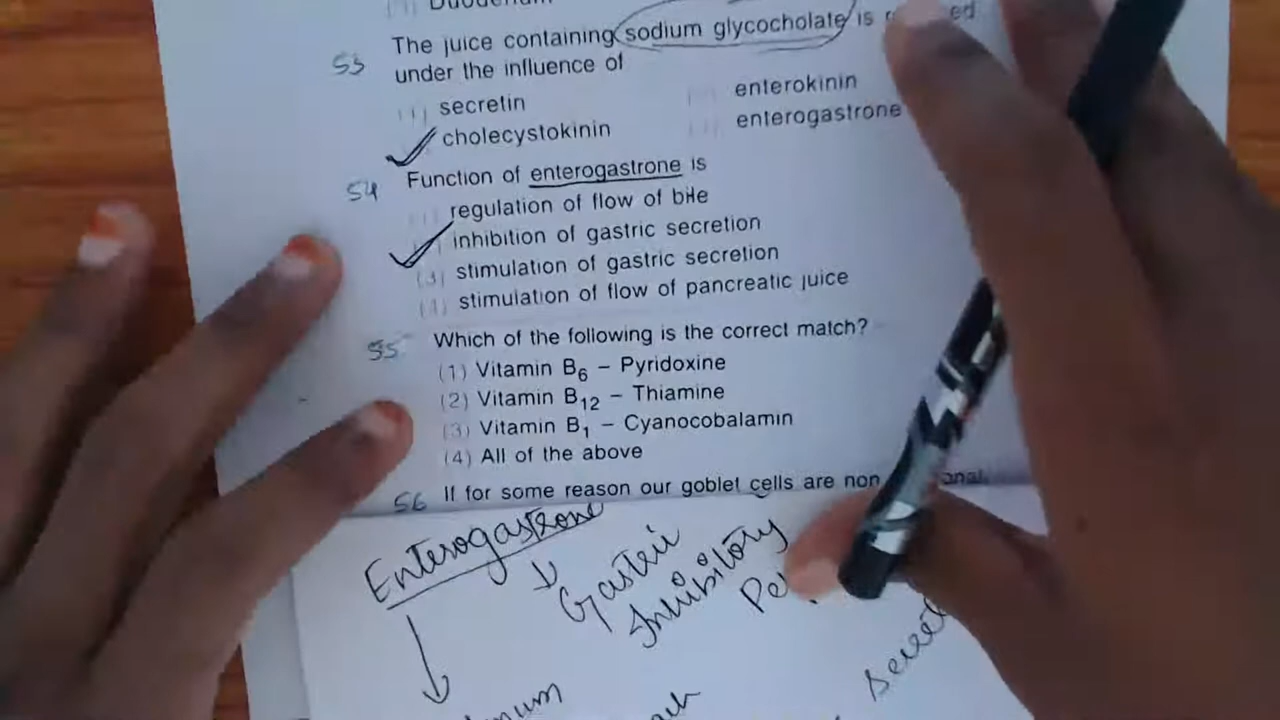 Duodenum
53 The juice containing sodium glycocholate is
under the influence of
(1) secretin
enterokinin
cholecystokinin
enterogastrone
54 Function of enterogastrone is
(1) regulation of flow of bile
inhibition of gastric secretion
(3) stimulation of gastric secretion
(4) stimulation of flow of pancreatic juice
55 Which of the following is the correct match?
(1) Vitamin B6 – Pyridoxine
(2) Vitamin B12 – Thiamine
(3) Vitamin B1 – Cyanocobalamin
(4) All of the above
56 If for some reason our goblet cells are non
Enterogastrone
Inhibitory